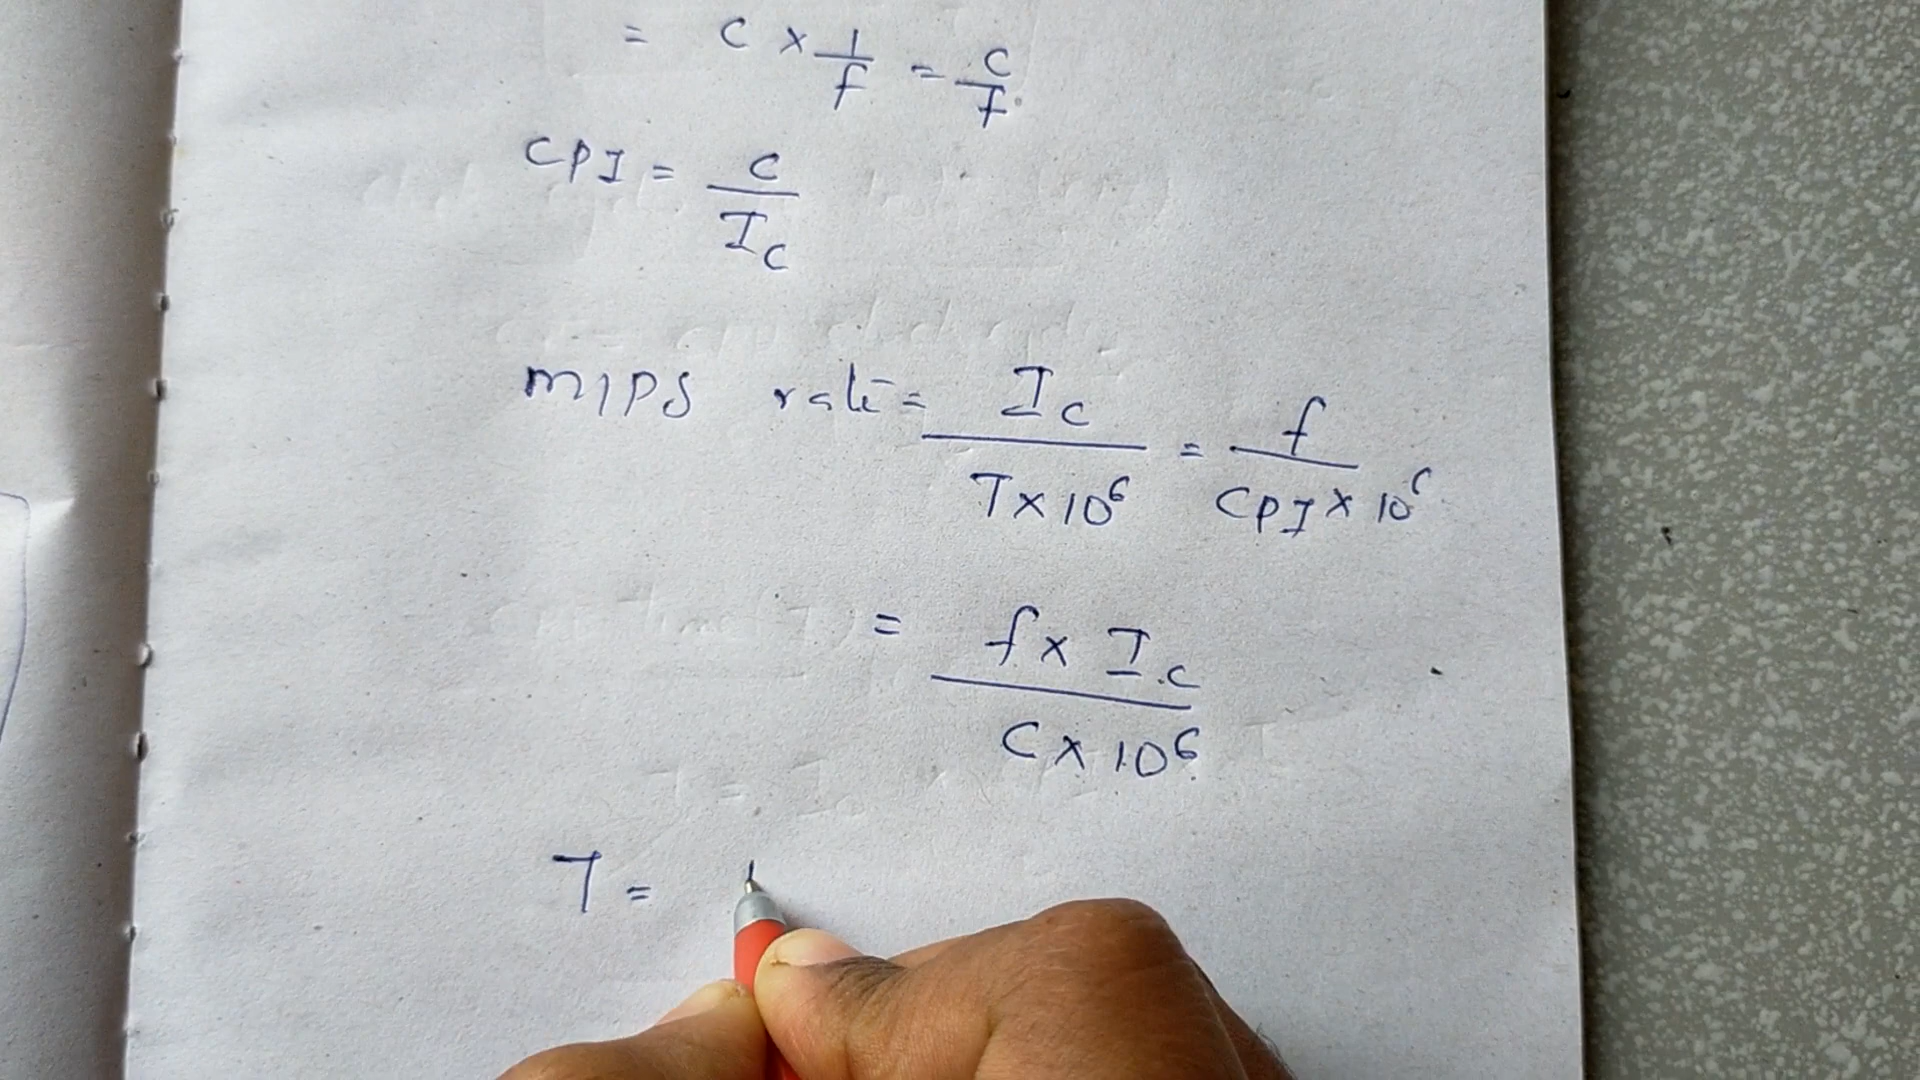 = C × 1/f = C/f.
CPI = C/Ic
MIPS rate = Ic/T×10⁶ = f/CPI×10⁶
= f×Ic/C×10⁶
T =